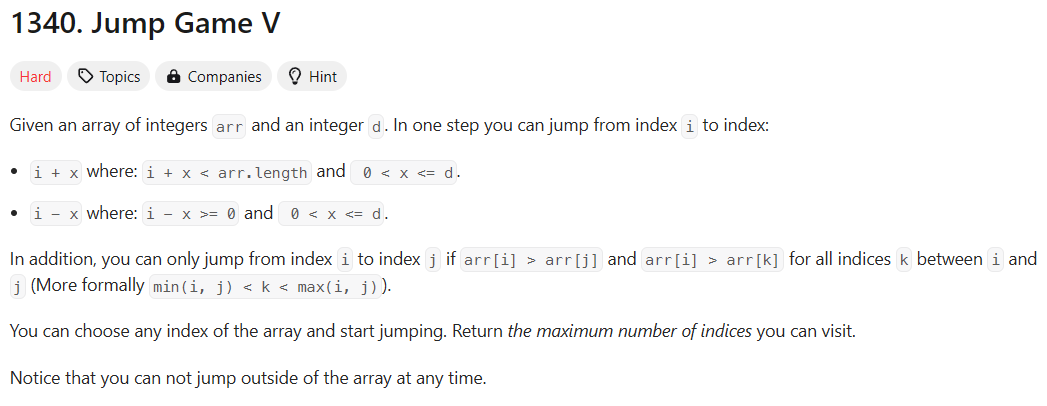 1340. Jump Game V
Hard Topics Companies Hint
Given an array of integers arr and an integer d. In one step you can jump from index i to index:
• i + x where: i + x < arr.length and 0 < x <= d.
• i - x where: i - x >= 0 and 0 < x <= d.
In addition, you can only jump from index i to index j if arr[i] > arr[j] and arr[i] > arr[k] for all indices k between i and
j (More formally min(i, j) < k < max(i, j)).
You can choose any index of the array and start jumping. Return the maximum number of indices you can visit.
Notice that you can not jump outside of the array at any time.